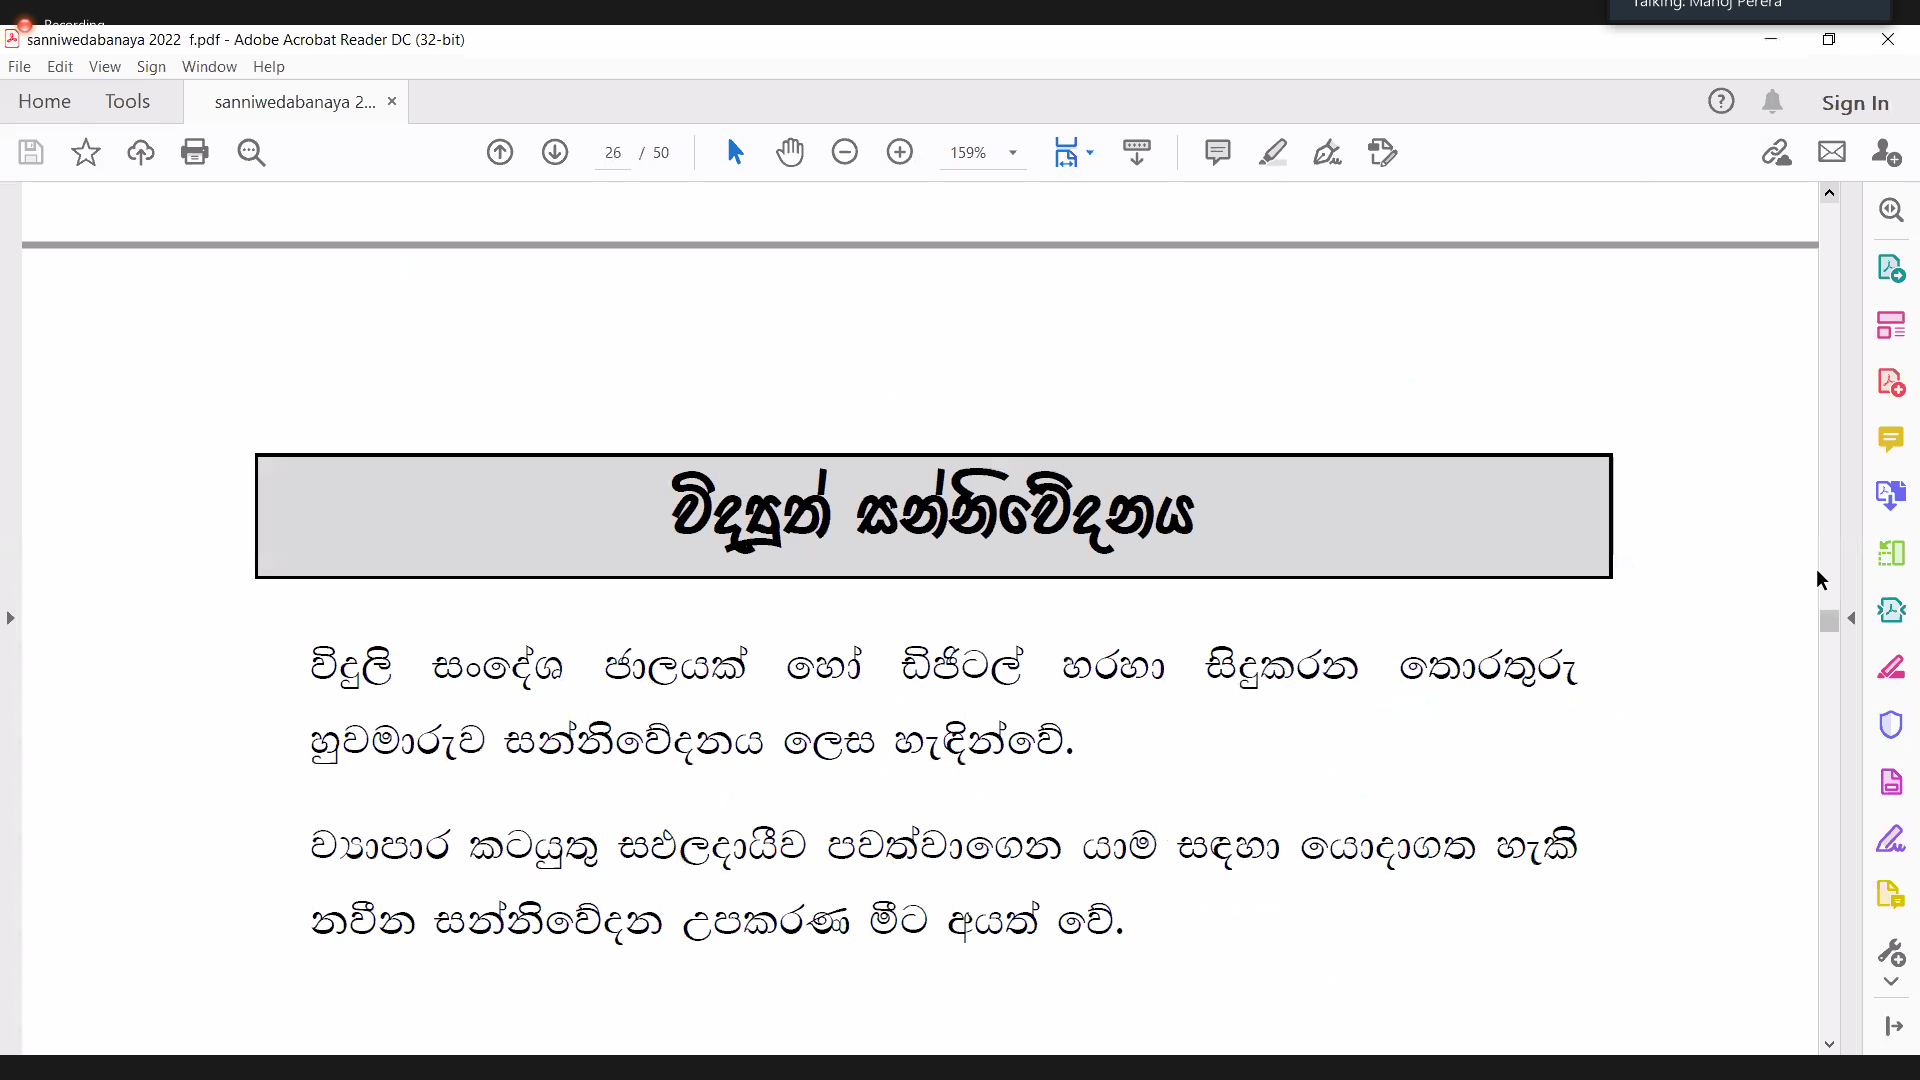 Recording
Talking: Manoj Perera
sanniwedabanaya 2022 f.pdf - Adobe Acrobat Reader DC (32-bit)
File Edit View Sign Window Help
Home Tools sanniwedabanaya 2... × Sign In
26 / 50 159%
විද්‍යුත් සන්නිවේදනය
විදුලි සංදේශ ජාලයක් හෝ ඩිජිටල් හරහා සිදුකරන තොරතුරු
හුවමාරුව සන්නිවේදනය ලෙස හැඳින්වේ.
ව්‍යාපාර කටයුතු සඵලදායීව පවත්වාගෙන යාම සඳහා යොදාගත හැකි
නවීන සන්නිවේදන උපකරණ මීට අයත් වේ.